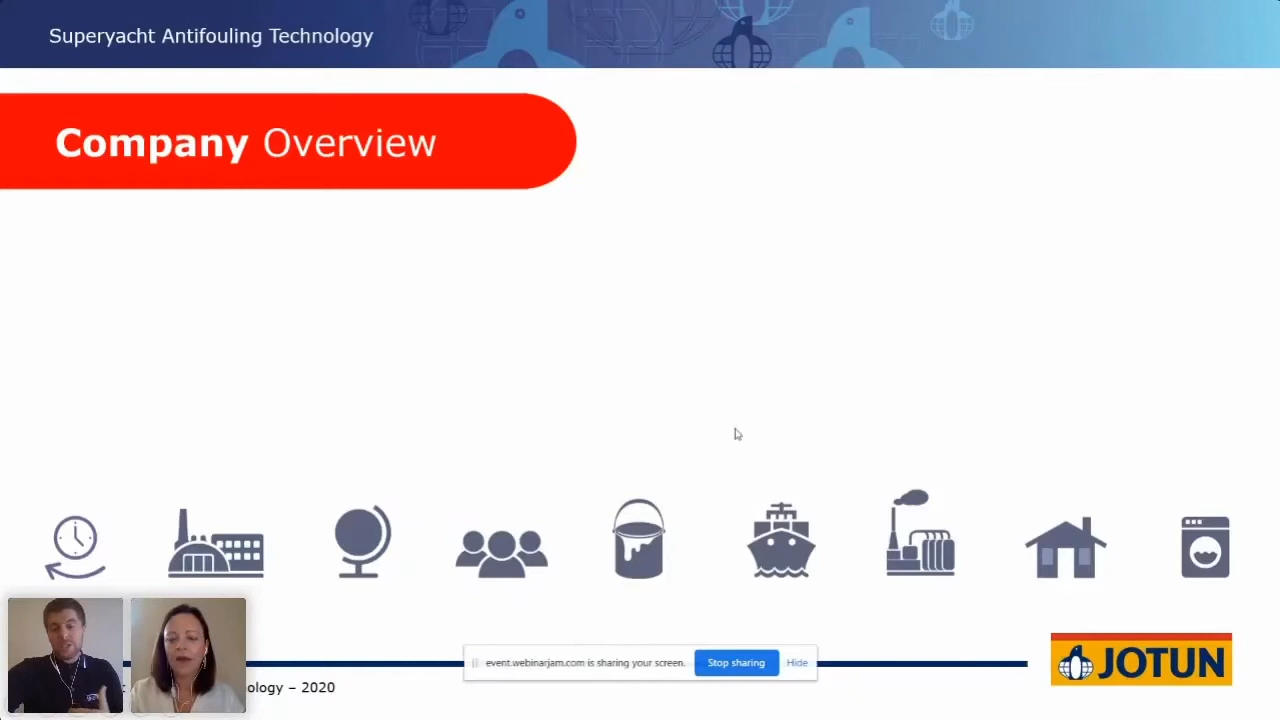 Superyacht Antifouling Technology
Company Overview
event.webinarjam.com is sharing your screen. Stop sharing Hide
JOTUN
ology – 2020